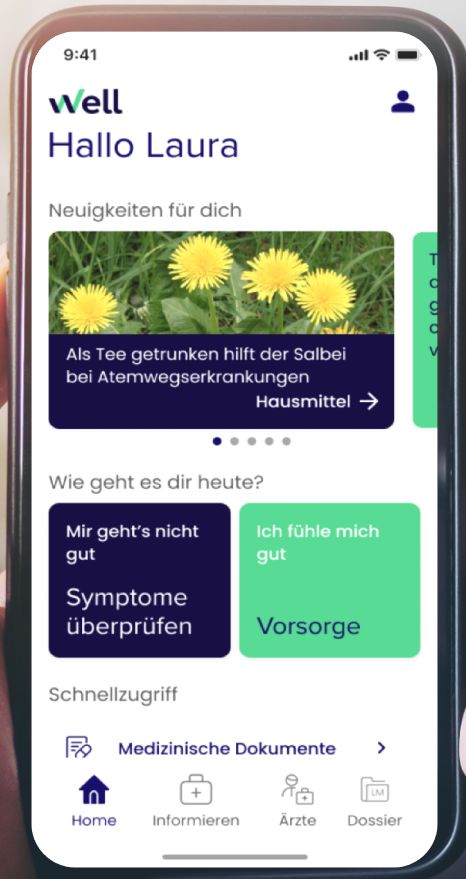 9:41
well
Hallo Laura
Neuigkeiten für dich
Als Tee getrunken hilft der Salbei
bei Atemwegserkrankungen
Hausmittel →
Wie geht es dir heute?
Mir geht's nicht
gut
Symptome
überprüfen
Ich fühle mich
gut
Vorsorge
Schnellzugriff
Medizinische Dokumente
LM
Home
Informieren
Ärzte
Dossier